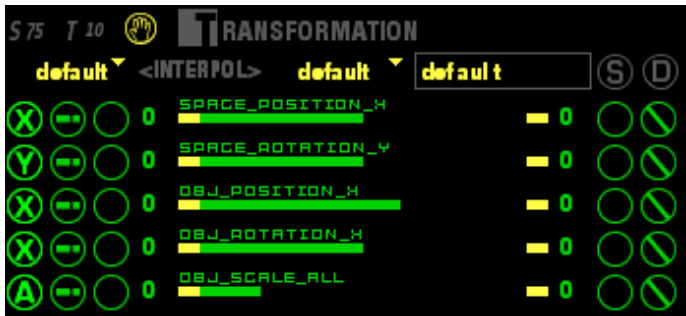 S 75 T 10 TRANSFORMATION
default <INTERPOL> default default S D
X 0 SPACE_POSITION_X 0
Y 0 SPACE_ROTATION_Y 0
X 0 OBJ_POSITION_X 0
X 0 OBJ_ROTATION_X 0
A 0 OBJ_SCALE_ALL 0